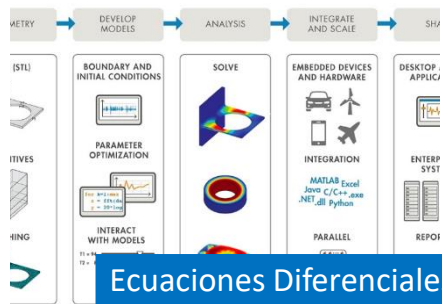 METRY
DEVELOP
MODELS
ANALYSIS
INTEGRATE
AND SCALE
SHA
(STL)
ITIVES
HING
BOUNDARY AND
INITIAL CONDITIONS
PARAMETER
OPTIMIZATION
INTERACT
WITH MODELS
SOLVE
EMBEDDED DEVICES
AND HARDWARE
INTEGRATION
MATLAB Excel
Java C/C++ .exe
.NET .dll Python
PARALLEL
DESKTOP
APPLIC
ENTERP
SYST
REPOR
Ecuaciones Diferenciale